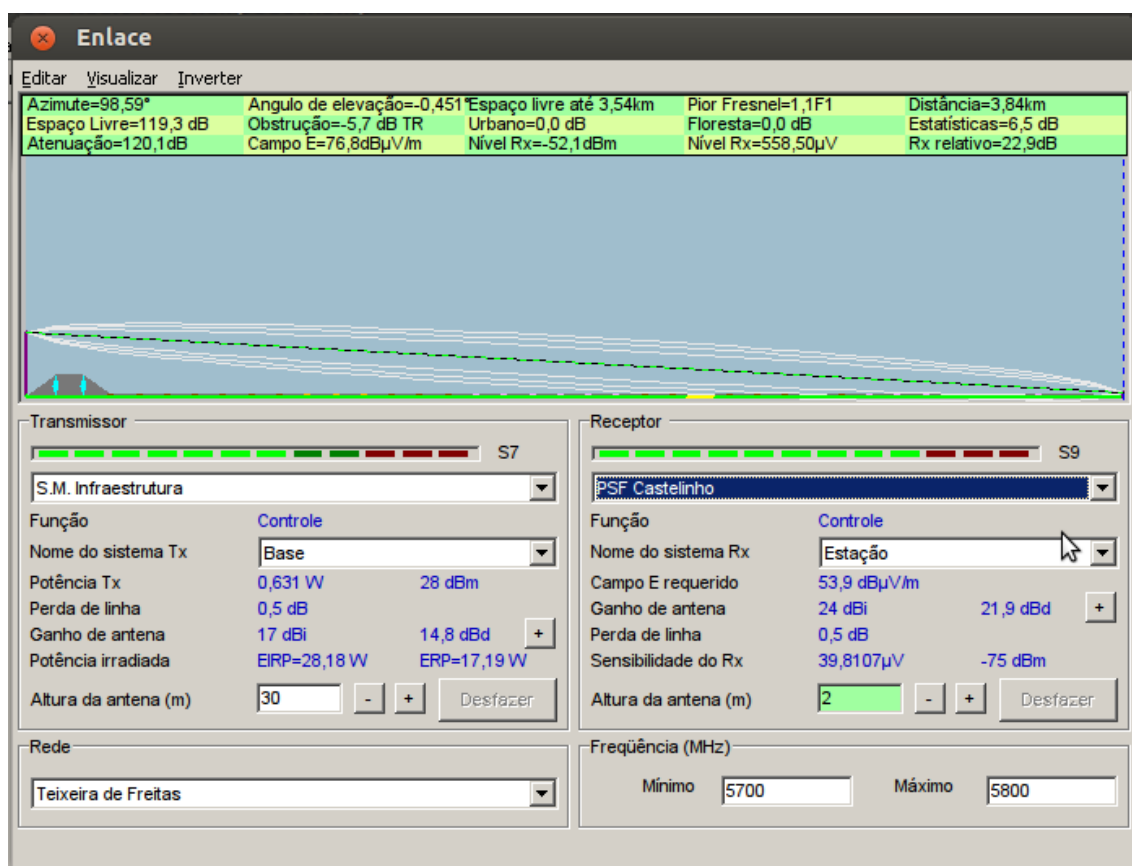 Enlace
Editar Visualizar Inverter
Azimute=98,59° Angulo de elevação=-0,451° Espaço livre até 3,54km Pior Fresnel=1,1F1 Distância=3,84km
Espaço Livre=119,3 dB Obstrução=-5,7 dB TR Urbano=0,0 dB Floresta=0,0 dB Estatísticas=6,5 dB
Atenuação=120,1dB Campo E=76,8dBµV/m Nível Rx=-52,1dBm Nível Rx=558,50µV Rx relativo=22,9dB
Transmissor
S7
S.M. Infraestrutura
Função Controle
Nome do sistema Tx Base
Potência Tx 0,631 W 28 dBm
Perda de linha 0,5 dB
Ganho de antena 17 dBi 14,8 dBd +
Potência irradiada EIRP=28,18 W ERP=17,19 W
Altura da antena (m) 30 - + Desfazer
Rede
Teixeira de Freitas
Receptor
S9
PSF Castelinho
Função Controle
Nome do sistema Rx Estação
Campo E requerido 53,9 dBµV/m
Ganho de antena 24 dBi 21,9 dBd +
Perda de linha 0,5 dB
Sensibilidade do Rx 39,8107µV -75 dBm
Altura da antena (m) 2 - + Desfazer
Freqüência (MHz)
Mínimo 5700 Máximo 5800